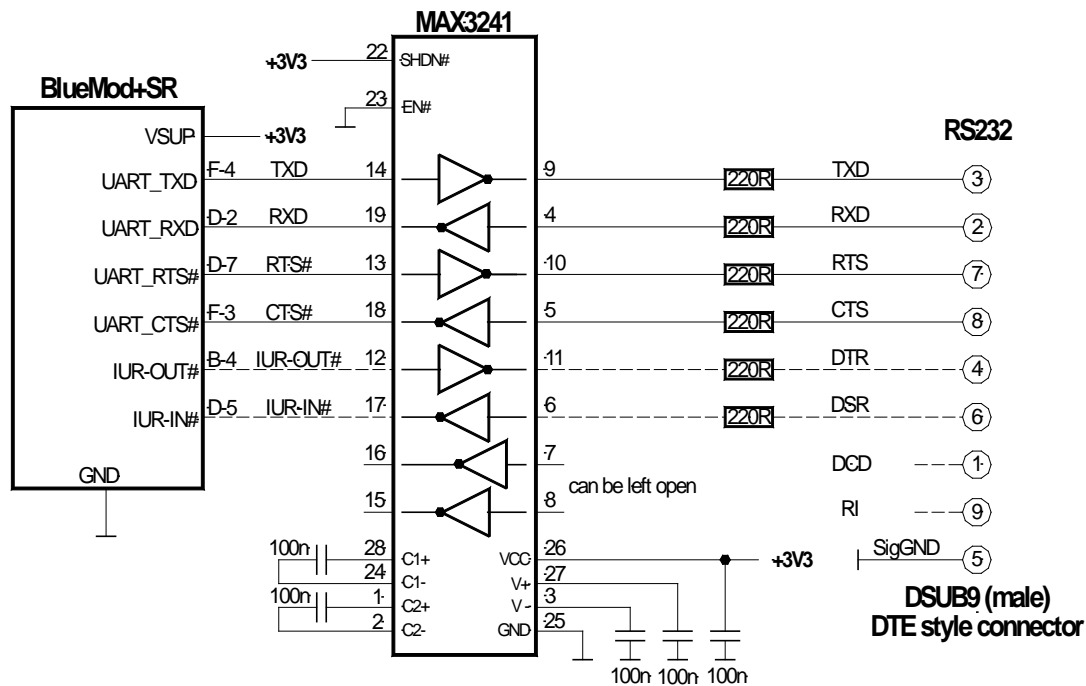 MAX3241
BlueMod+SR
RS232
+3V3 22 SHDN#
23 EN#
VSUP +3V3
UART_TXD F-4 TXD 14 9 220R TXD 3
UART_RXD D-2 RXD 19 4 220R RXD 2
UART_RTS# D-7 RTS# 13 10 220R RTS 7
UART_CTS# F-3 CTS# 18 5 220R CTS 8
IUR-OUT# B-4 IUR-OUT# 12 11 220R DTR 4
IUR-IN# D-5 IUR-IN# 17 6 220R DSR 6
GND
16 7 DCD 1
can be left open
15 8 RI 9
100n 28 C1+ VCC 26 +3V3 SigGND 5
24 C1- V+ 27
100n 1 C2+ V- 3
2 C2- GND 25
100n 100n 100n
DSUB9 (male)
DTE style connector